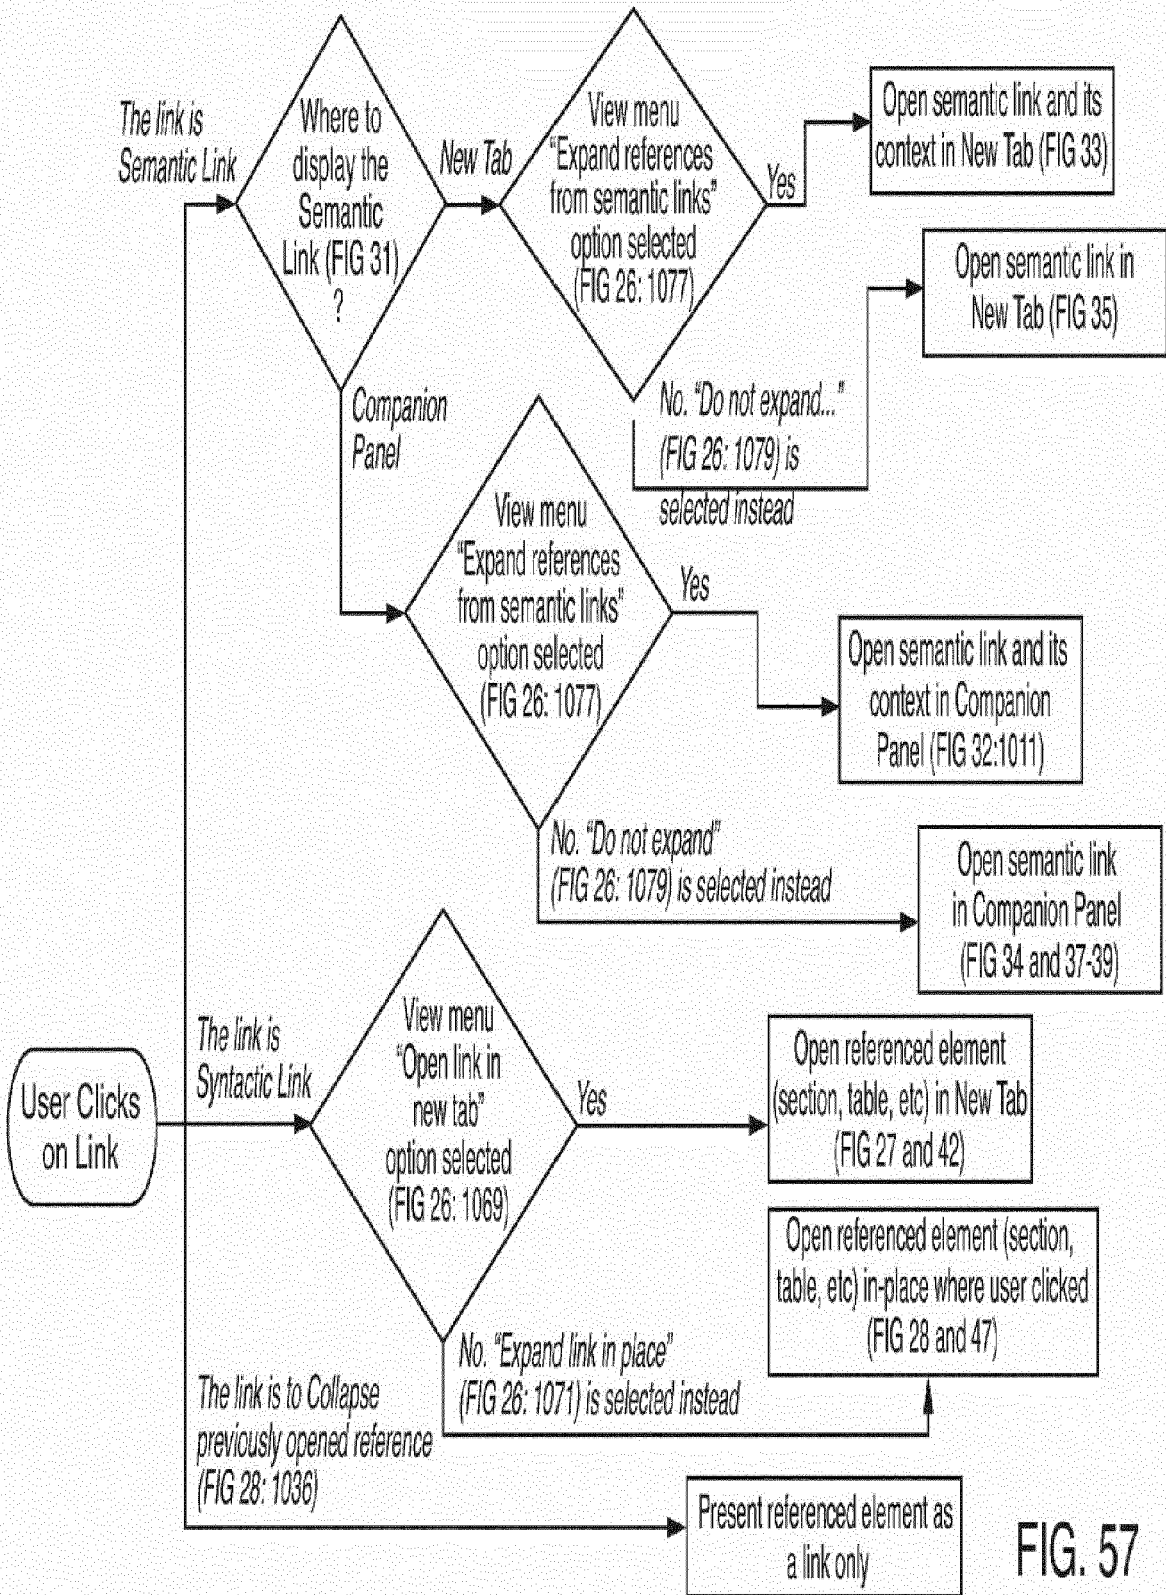 The link is
Semantic Link
Where to
display the
Semantic
Link (FIG 31)
?
New Tab
View menu
“Expand references
from semantic links”
option selected
(FIG 26: 1077)
Yes
Open semantic link and its
context in New Tab (FIG 33)
Open semantic link in
New Tab (FIG 35)
No. “Do not expand...”
(FIG 26: 1079) is
selected instead
Companion
Panel
View menu
“Expand references
from semantic links”
option selected
(FIG 26: 1077)
Yes
Open semantic link and its
context in Companion
Panel (FIG 32:1011)
No. “Do not expand”
(FIG 26: 1079) is selected instead
Open semantic link
in Companion Panel
(FIG 34 and 37-39)
User Clicks
on Link
The link is
Syntactic Link
View menu
“Open link in
new tab”
option selected
(FIG 26: 1069)
Yes
Open referenced element
(section, table, etc) in New Tab
(FIG 27 and 42)
Open referenced element (section,
table, etc) in-place where user clicked
(FIG 28 and 47)
No. “Expand link in place”
(FIG 26: 1071) is selected instead
The link is to Collapse
previously opened reference
(FIG 28: 1036)
Present referenced element as
a link only
FIG. 57